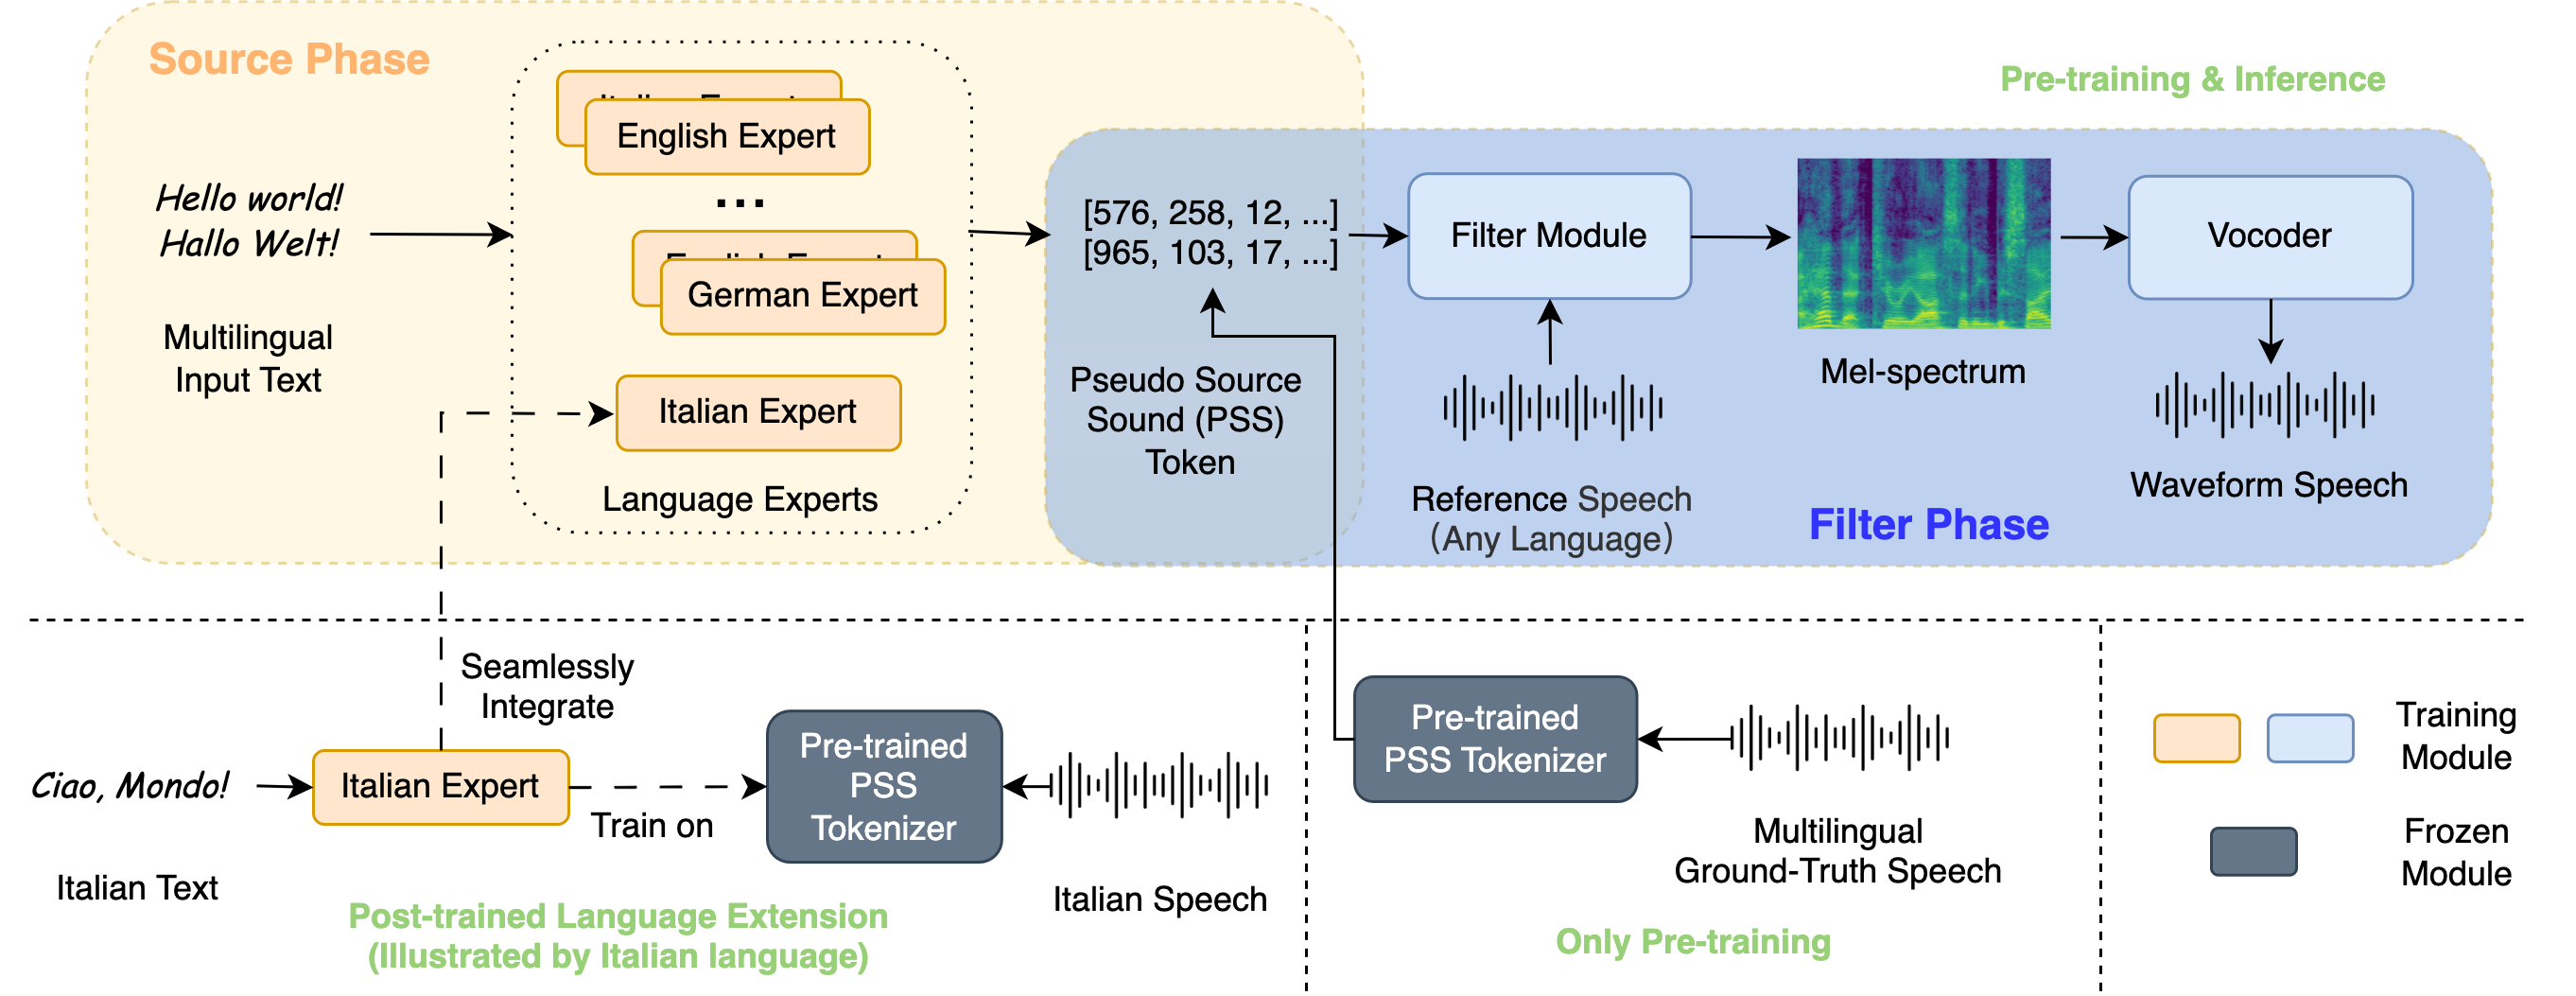 Source Phase
Pre-training & Inference
English Expert
...
German Expert
Italian Expert
Language Experts
Hello world!
Hallo Welt!
Multilingual
Input Text
[576, 258, 12, ...]
[965, 103, 17, ...]
Pseudo Source
Sound (PSS)
Token
Filter Module
Reference Speech
(Any Language)
Mel-spectrum
Filter Phase
Vocoder
Waveform Speech
Seamlessly
Integrate
Ciao, Mondo!
Italian Text
Italian Expert
Train on
Pre-trained
PSS
Tokenizer
Italian Speech
Post-trained Language Extension
(Illustrated by Italian language)
Pre-trained
PSS Tokenizer
Multilingual
Ground-Truth Speech
Only Pre-training
Training
Module
Frozen
Module